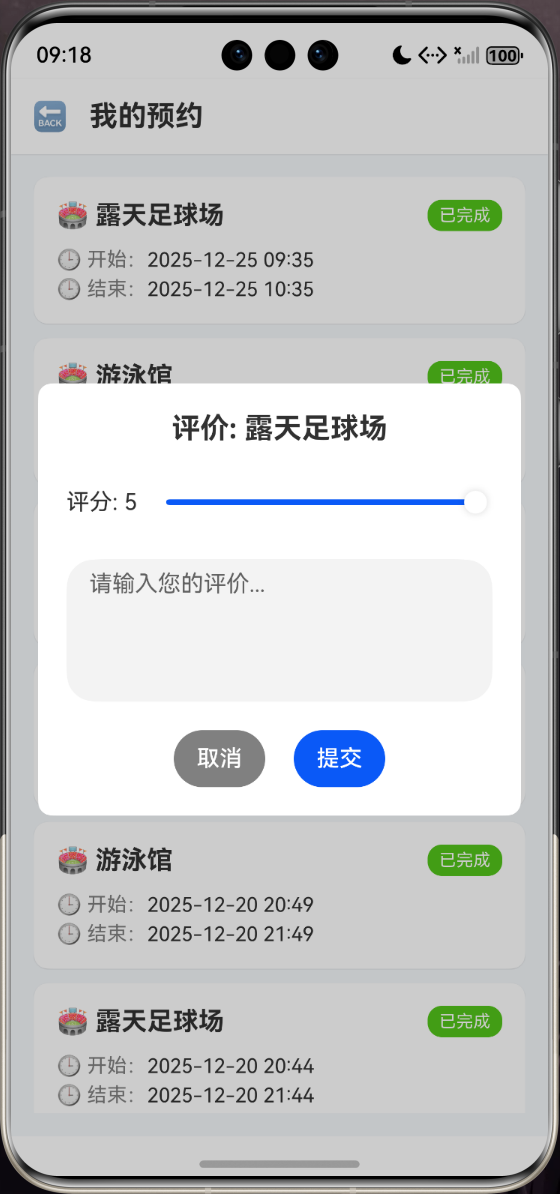 09:18
100
BACK
我的预约
露天足球场
已完成
开始: 2025-12-25 09:35
结束: 2025-12-25 10:35
游泳馆
已完成
评价: 露天足球场
评分: 5
请输入您的评价...
取消
提交
游泳馆
已完成
开始: 2025-12-20 20:49
结束: 2025-12-20 21:49
露天足球场
已完成
开始: 2025-12-20 20:44
结束: 2025-12-20 21:44